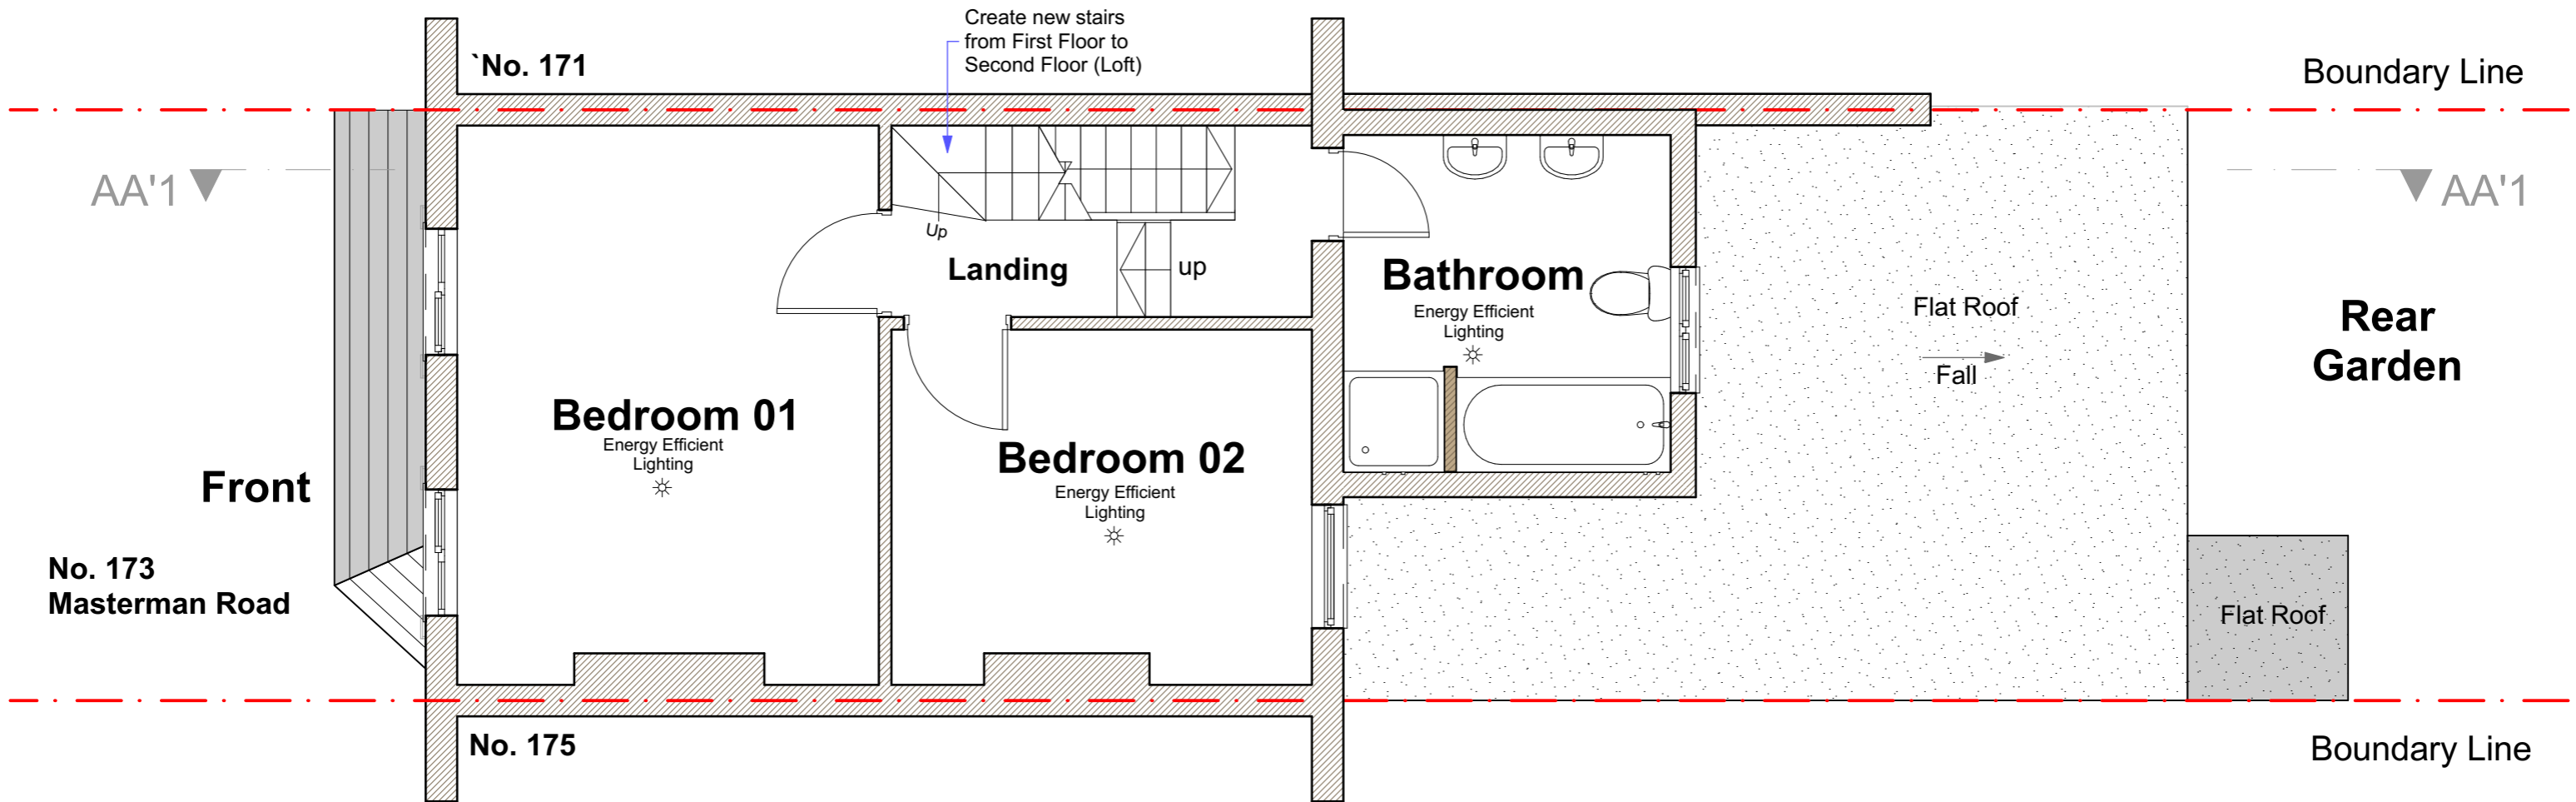 Create new stairs
from First Floor to
Second Floor (Loft)
`No. 171
Boundary Line
AA'1
AA'1
Up
Landing
up
Bathroom
Energy Efficient
Lighting
Flat Roof
Fall
Rear
Garden
Bedroom 01
Energy Efficient
Lighting
Bedroom 02
Energy Efficient
Lighting
Front
No. 173
Masterman Road
Flat Roof
No. 175
Boundary Line